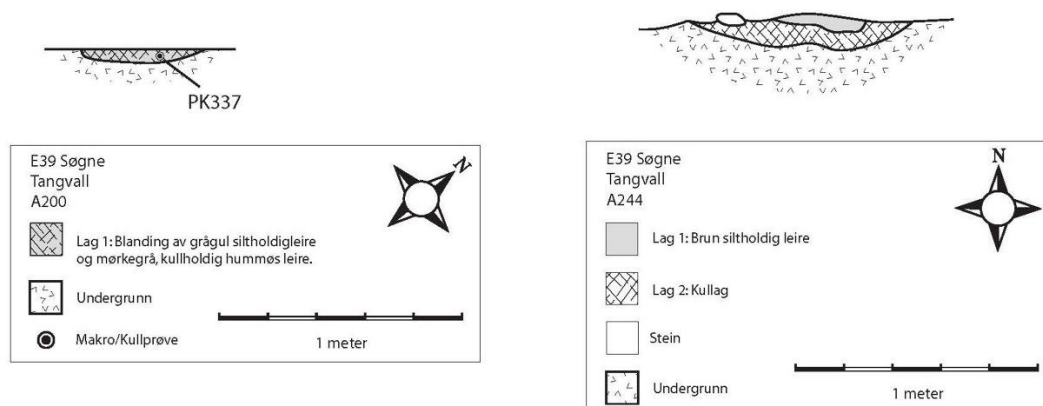 PK337
E39 Søgne
Tangvall
A200
N
Lag 1: Blanding av grågul siltholdigleire
og mørkegrå, kullholdig hummøs leire.
Undergrunn
Makro/Kullprøve
1 meter
E39 Søgne
Tangvall
A244
N
Lag 1: Brun siltholdig leire
Lag 2: Kullag
Stein
Undergrunn
1 meter